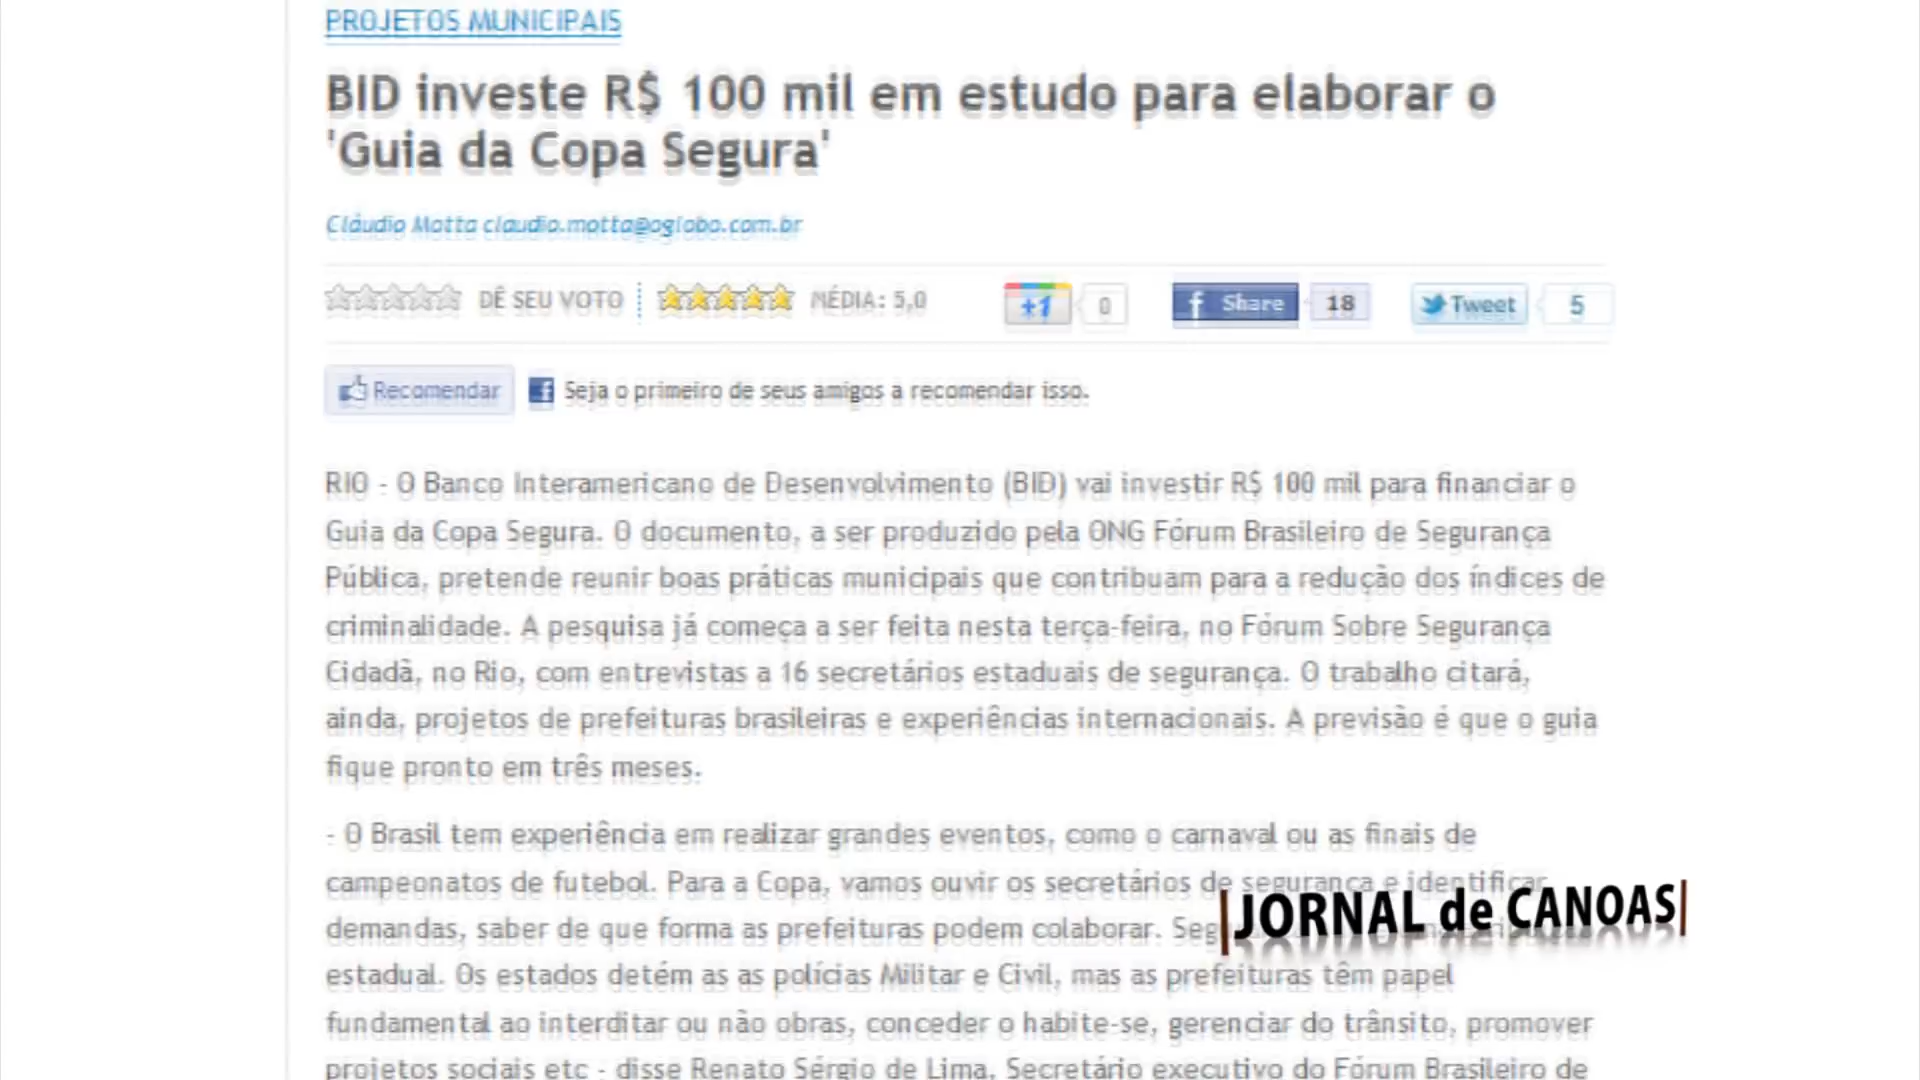 PROJETOS MUNICIPAIS
BID investe R$ 100 mil em estudo para elaborar o
'Guia da Copa Segura'
Cláudio Motta claudio.motta@oglobo.com.br
DÊ SEU VOTO MÉDIA: 5,0 +1 0 Share 18 Tweet 5
Recomendar Seja o primeiro de seus amigos a recomendar isso.
RIO - O Banco Interamericano de Desenvolvimento (BID) vai investir R$ 100 mil para financiar o
Guia da Copa Segura. O documento, a ser produzido pela ONG Fórum Brasileiro de Segurança
Pública, pretende reunir boas práticas municipais que contribuam para a redução dos índices de
criminalidade. A pesquisa já começa a ser feita nesta terça-feira, no Fórum Sobre Segurança
Cidadã, no Rio, com entrevistas a 16 secretários estaduais de segurança. O trabalho citará,
ainda, projetos de prefeituras brasileiras e experiências internacionais. A previsão é que o guia
fique pronto em três meses.
- O Brasil tem experiência em realizar grandes eventos, como o carnaval ou as finais de
campeonatos de futebol. Para a Copa, vamos ouvir os secretários de segurança e identificar
demandas, saber de que forma as prefeituras podem colaborar.
|JORNAL de CANOAS|
estadual. Os estados detém as as polícias Militar e Civil, mas as prefeituras têm papel
fundamental ao interditar ou não obras, conceder o habite-se, gerenciar do trânsito, promover
projetos sociais etc - disse Renato Sérgio de Lima, Secretário executivo do Fórum Brasileiro de